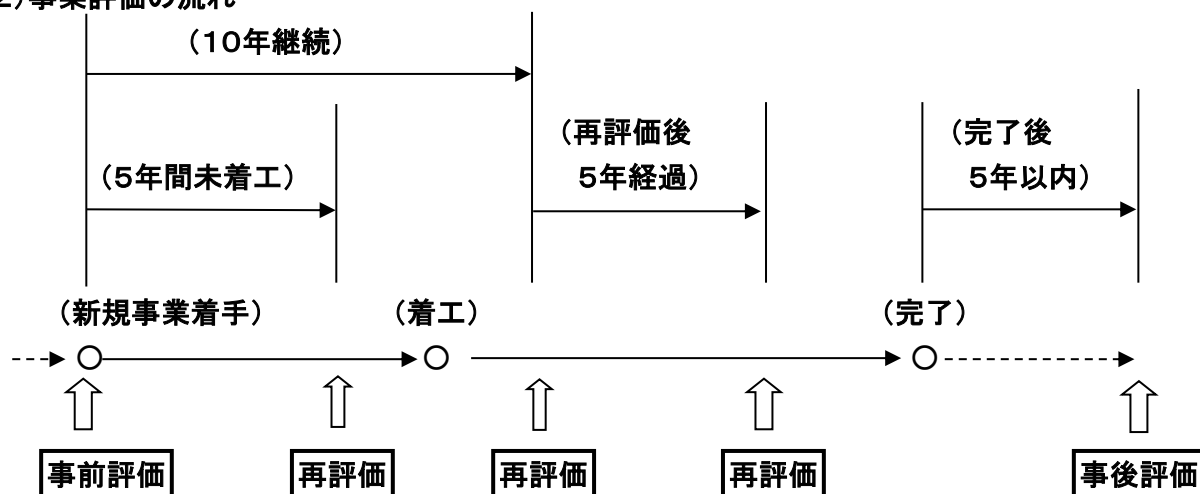 2)事業評価の流れ
（10年継続）
（再評価後
5年経過）
（完了後
5年以内）
（5年間未着工）
（新規事業着手）
（着工）
（完了）
事前評価
再評価
再評価
再評価
事後評価